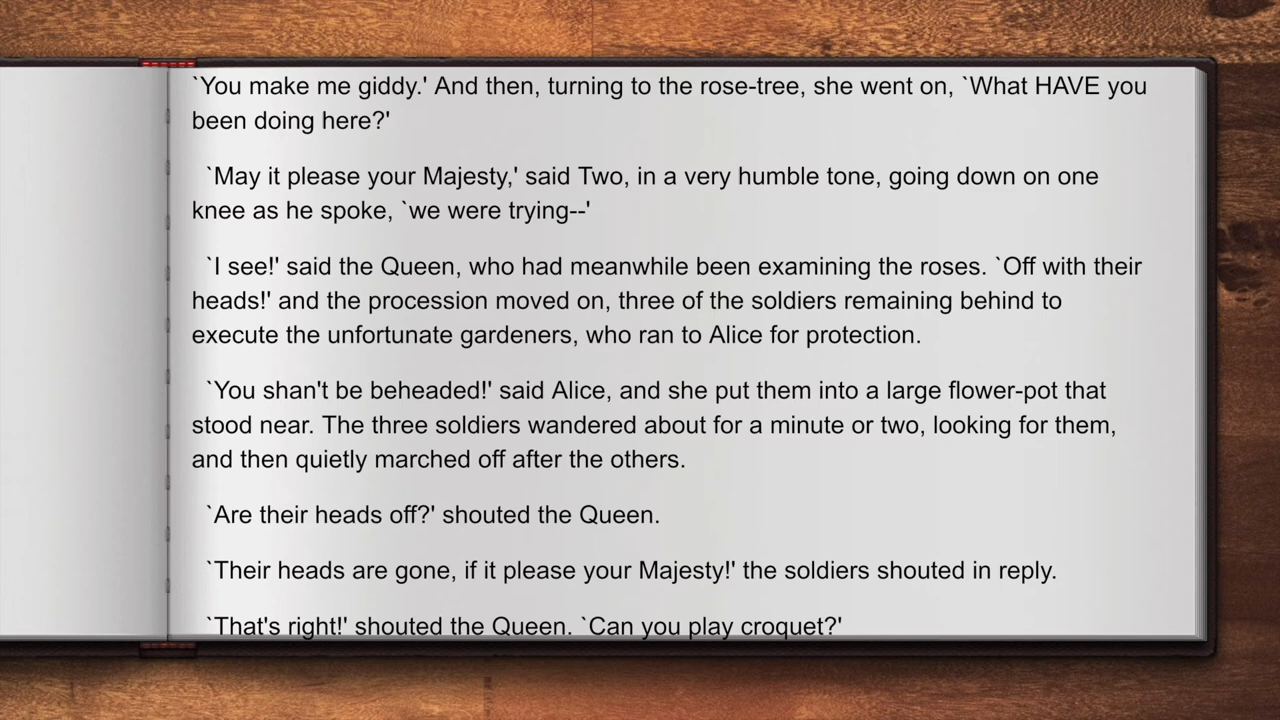 `You make me giddy.' And then, turning to the rose-tree, she went on, `What HAVE you
been doing here?'
`May it please your Majesty,' said Two, in a very humble tone, going down on one
knee as he spoke, `we were trying--'
`I see!' said the Queen, who had meanwhile been examining the roses. `Off with their
heads!' and the procession moved on, three of the soldiers remaining behind to
execute the unfortunate gardeners, who ran to Alice for protection.
`You shan't be beheaded!' said Alice, and she put them into a large flower-pot that
stood near. The three soldiers wandered about for a minute or two, looking for them,
and then quietly marched off after the others.
`Are their heads off?' shouted the Queen.
`Their heads are gone, if it please your Majesty!' the soldiers shouted in reply.
`That's right!' shouted the Queen. `Can you play croquet?'